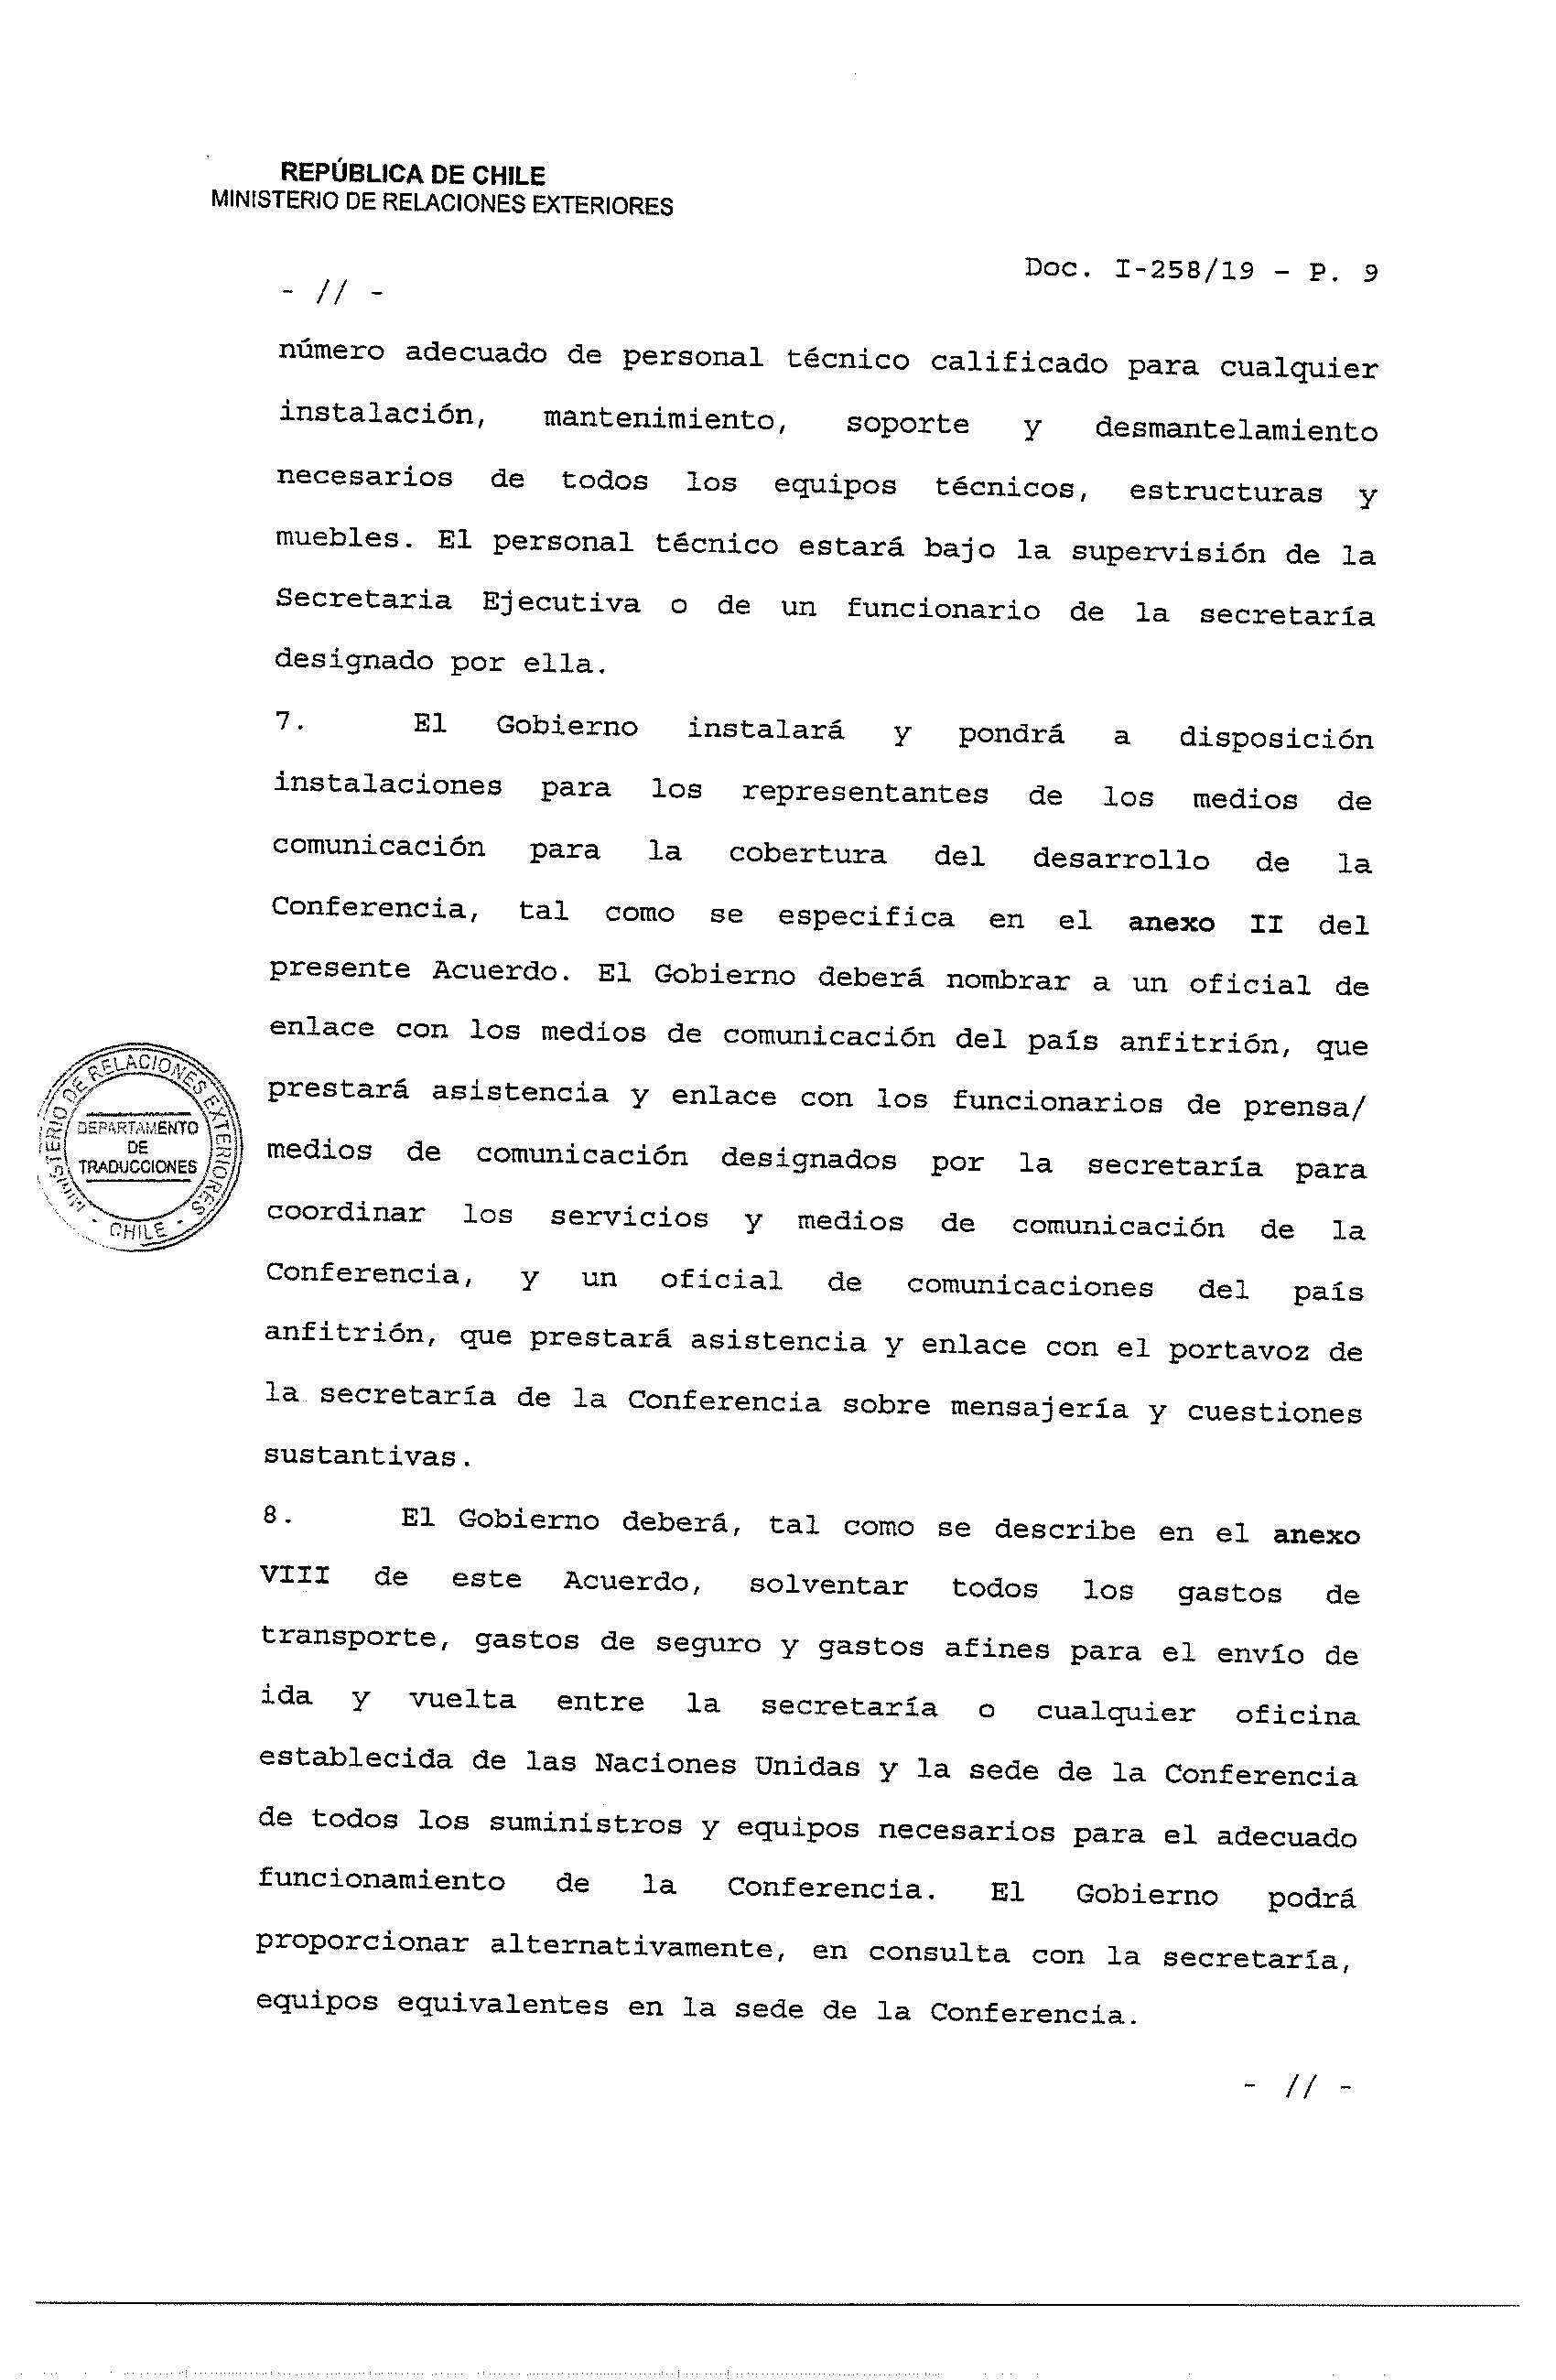 REPÚBLICA DE CHILE
MINISTERIO DE RELACIONES EXTERIORES
Doc. I-258/19 - P. 9
- // -
número adecuado de personal técnico calificado para cualquier
instalación, mantenimiento, soporte y desmantelamiento
necesarios de todos los equipos técnicos, estructuras y
muebles. El personal técnico estará bajo la supervisión de la
Secretaria Ejecutiva o de un funcionario de la secretaría
designado por ella.
7. El Gobierno instalará y pondrá a disposición
instalaciones para los representantes de los medios de
comunicación para la cobertura del desarrollo de la
Conferencia, tal como se especifica en el anexo II del
presente Acuerdo. El Gobierno deberá nombrar a un oficial de
enlace con los medios de comunicación del país anfitrión, que
prestará asistencia y enlace con los funcionarios de prensa/
medios de comunicación designados por la secretaría para
coordinar los servicios y medios de comunicación de la
Conferencia, y un oficial de comunicaciones del país
anfitrión, que prestará asistencia y enlace con el portavoz de
la secretaría de la Conferencia sobre mensajería y cuestiones
sustantivas.
8. El Gobierno deberá, tal como se describe en el anexo
VIII de este Acuerdo, solventar todos los gastos de
transporte, gastos de seguro y gastos afines para el envío de
ida y vuelta entre la secretaría o cualquier oficina
establecida de las Naciones Unidas y la sede de la Conferencia
de todos los suministros y equipos necesarios para el adecuado
funcionamiento de la Conferencia. El Gobierno podrá
proporcionar alternativamente, en consulta con la secretaría,
equipos equivalentes en la sede de la Conferencia.
- // -
MINISTERIO DE RELACIONES EXTERIORES
DEPARTAMENTO
DE
TRADUCCIONES
- CHILE -